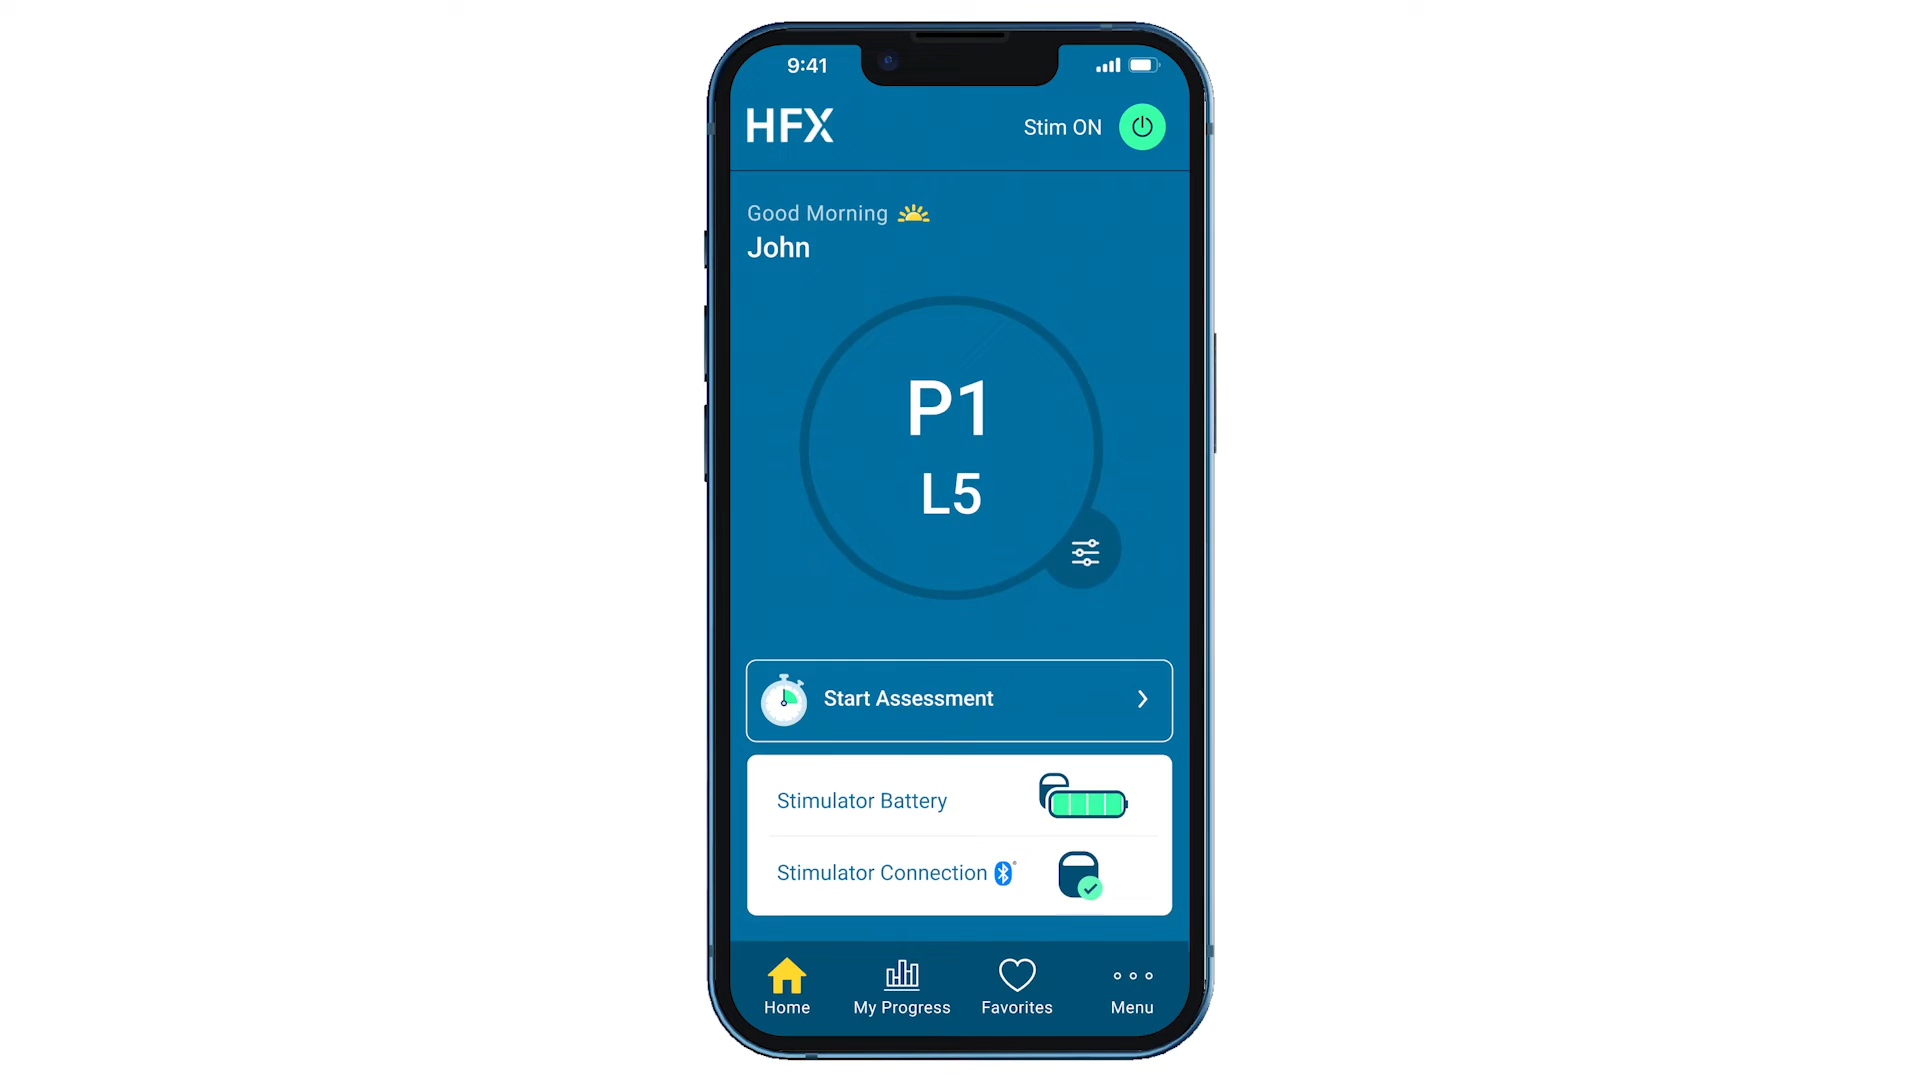 9:41
HFX
Stim ON
Good Morning
John
P1
L5
Start Assessment
Stimulator Battery
Stimulator Connection
Home
My Progress
Favorites
Menu